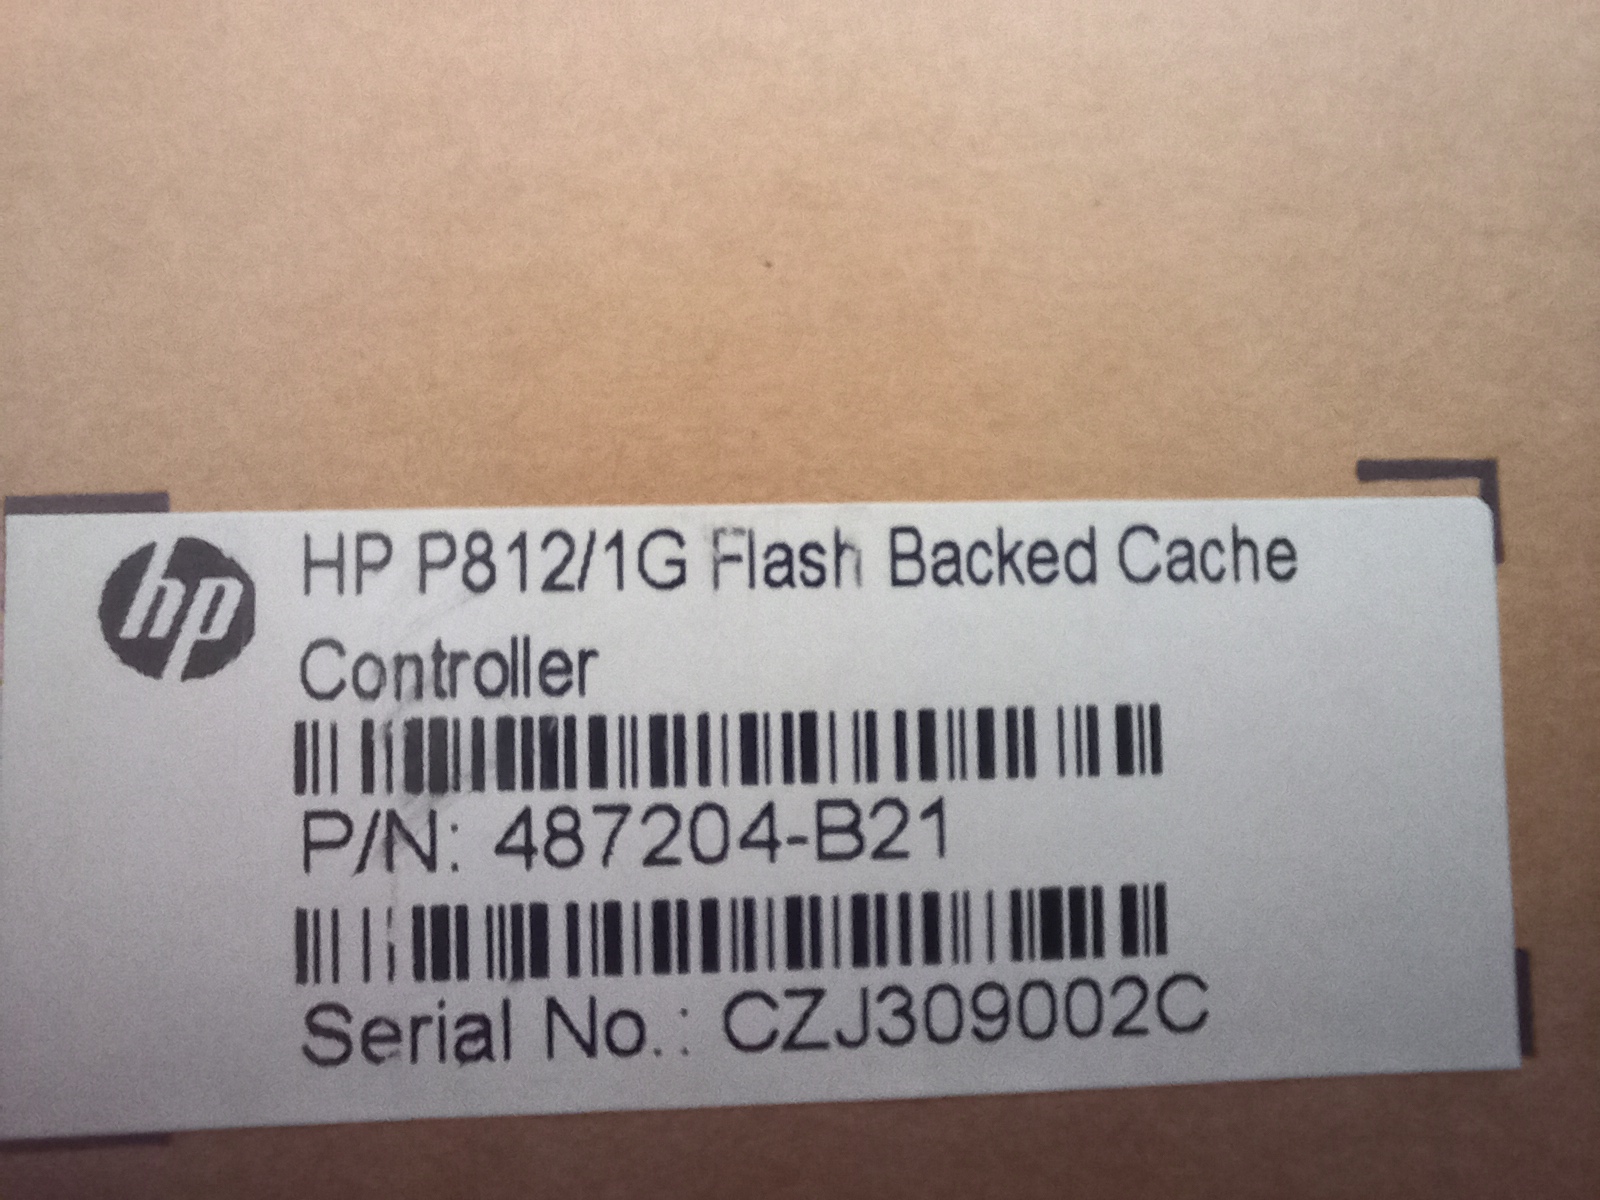 hp
HP P812/1G Flash Backed Cache
Controller
P/N: 487204-B21
Serial No.: CZJ309002C